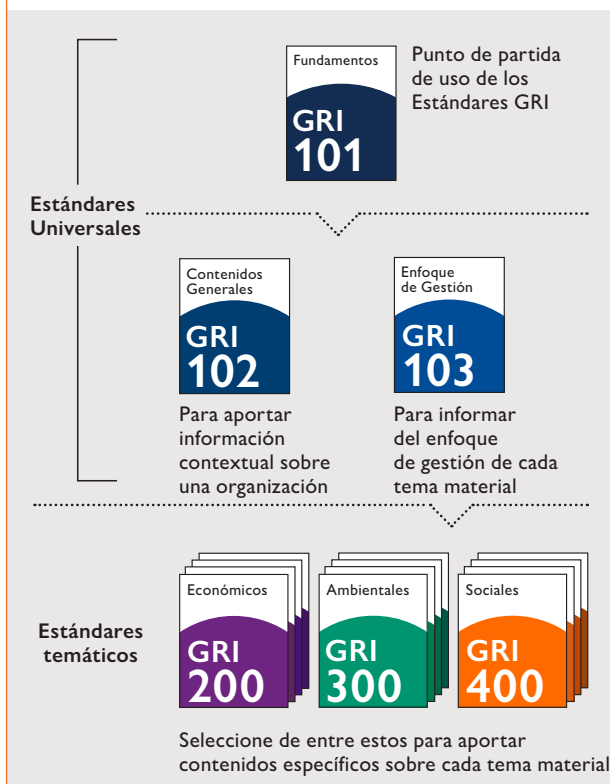 Fundamentos
GRI
101
Punto de partida
de uso de los
Estándares GRI
Estándares
Universales
Contenidos
Generales
GRI
102
Para aportar
información
contextual sobre
una organización
Enfoque
de Gestión
GRI
103
Para informar
del enfoque
de gestión de cada
tema material
Estándares
temáticos
Económicos
GRI
200
Ambientales
GRI
300
Sociales
GRI
400
Seleccione de entre estos para aportar
contenidos específicos sobre cada tema material